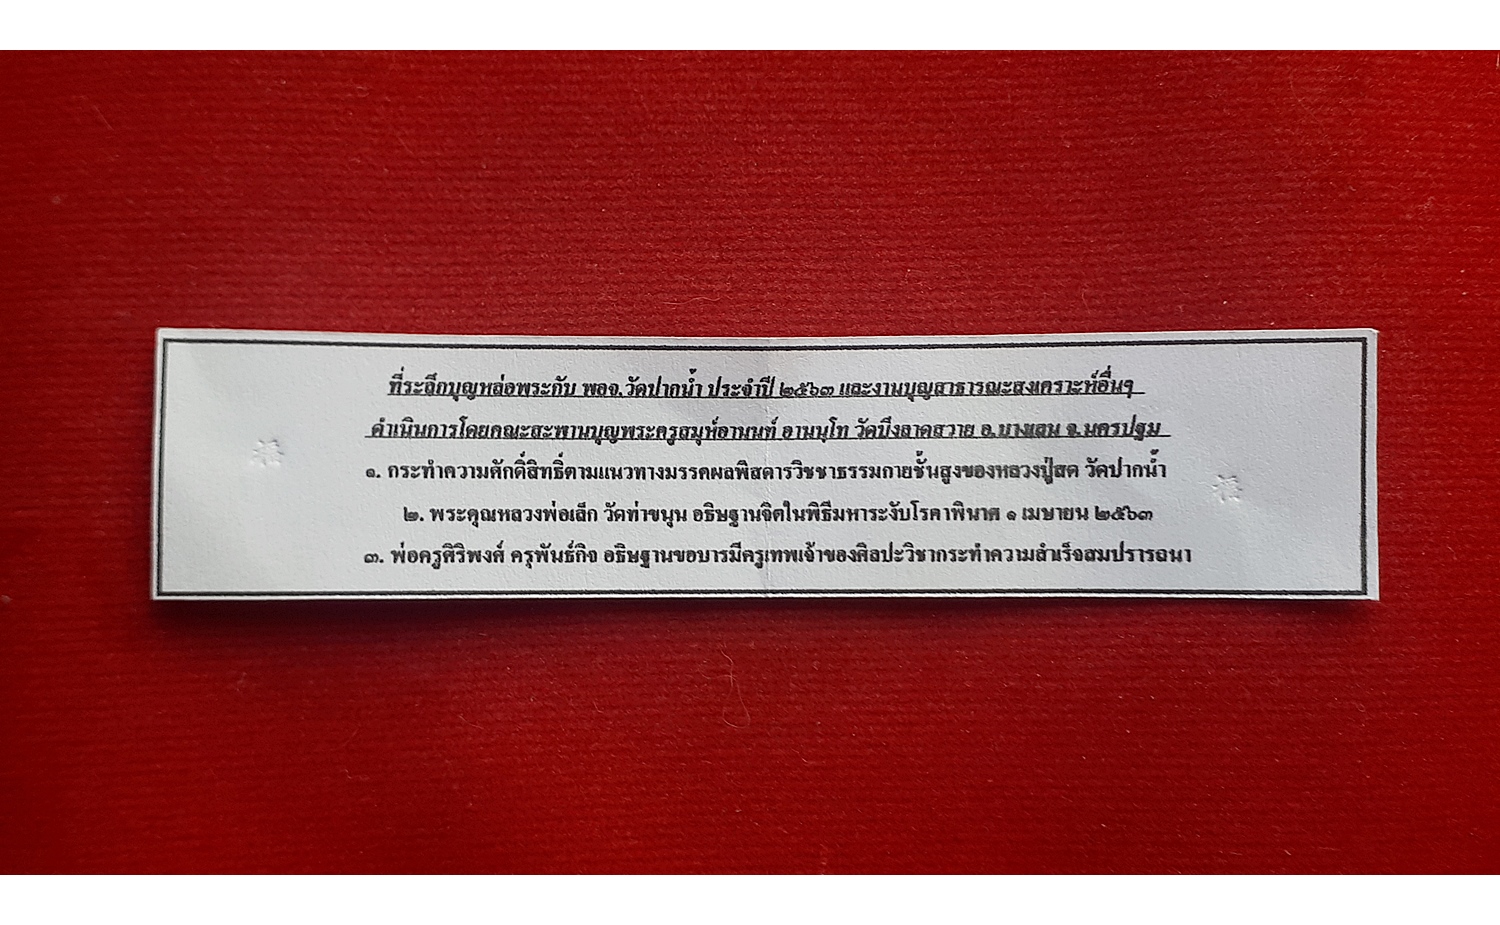 ที่ระลึกบุญหล่อพระกับ พอจ.วัดปากน้ำ ประจำปี ๒๕๖๓ และงานบุญสาธารณะสงเคราะห์อื่นๆ
ดำเนินการโดยคณะสะพานบุญพระครูสมุห์อานนท์ อานนฺโท วัดบึงลาดสวาย อ.บางเลน จ.นครปฐม
๑. กระทำความศักดิ์สิทธิ์ตามแนวทางมรรคผลพิสดารวิชชาธรรมกายชั้นสูงของหลวงปู่สด วัดปากน้ำ
๒. พระคุณหลวงพ่อเล็ก วัดท่าขนุน อธิษฐานจิตในพิธีมหาระงับโรคาพินาศ ๑ เมษายน ๒๕๖๓
๓. พ่อครูศิริพงศ์ ครุพันธ์กิจ อธิษฐานขอบารมีครูเทพเจ้าของศิลปะวิชากระทำความสำเร็จสมปรารถนา